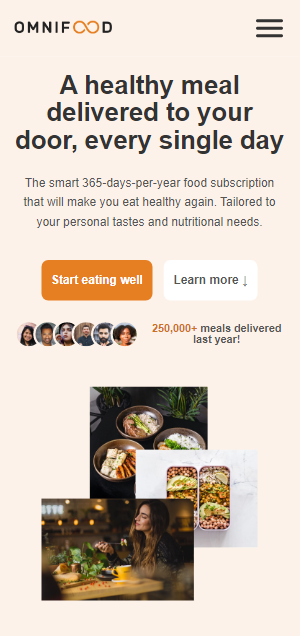 OMNIFOOD
A healthy meal
delivered to your
door, every single day
The smart 365-days-per-year food subscription
that will make you eat healthy again. Tailored to
your personal tastes and nutritional needs.
Start eating well
Learn more ↓
250,000+ meals delivered
last year!